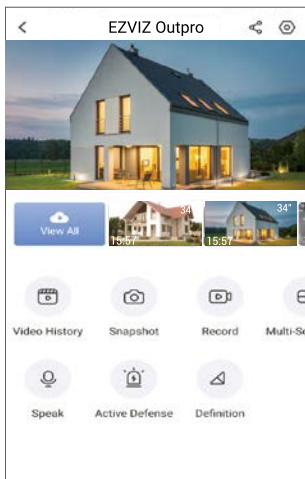 EZVIZ Outpro
View All
34"
15:57
34"
15:57
Video History
Snapshot
Record
Multi-Sc
Speak
Active Defense
Definition